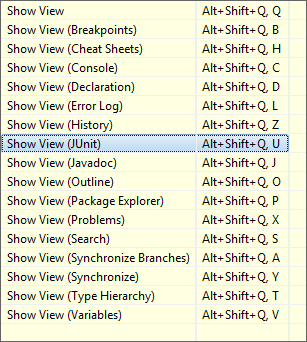 Show View Alt+Shift+Q, Q
Show View (Breakpoints) Alt+Shift+Q, B
Show View (Cheat Sheets) Alt+Shift+Q, H
Show View (Console) Alt+Shift+Q, C
Show View (Declaration) Alt+Shift+Q, D
Show View (Error Log) Alt+Shift+Q, L
Show View (History) Alt+Shift+Q, Z
Show View (JUnit) Alt+Shift+Q, U
Show View (Javadoc) Alt+Shift+Q, J
Show View (Outline) Alt+Shift+Q, O
Show View (Package Explorer) Alt+Shift+Q, P
Show View (Problems) Alt+Shift+Q, X
Show View (Search) Alt+Shift+Q, S
Show View (Synchronize Branches) Alt+Shift+Q, A
Show View (Synchronize) Alt+Shift+Q, Y
Show View (Type Hierarchy) Alt+Shift+Q, T
Show View (Variables) Alt+Shift+Q, V